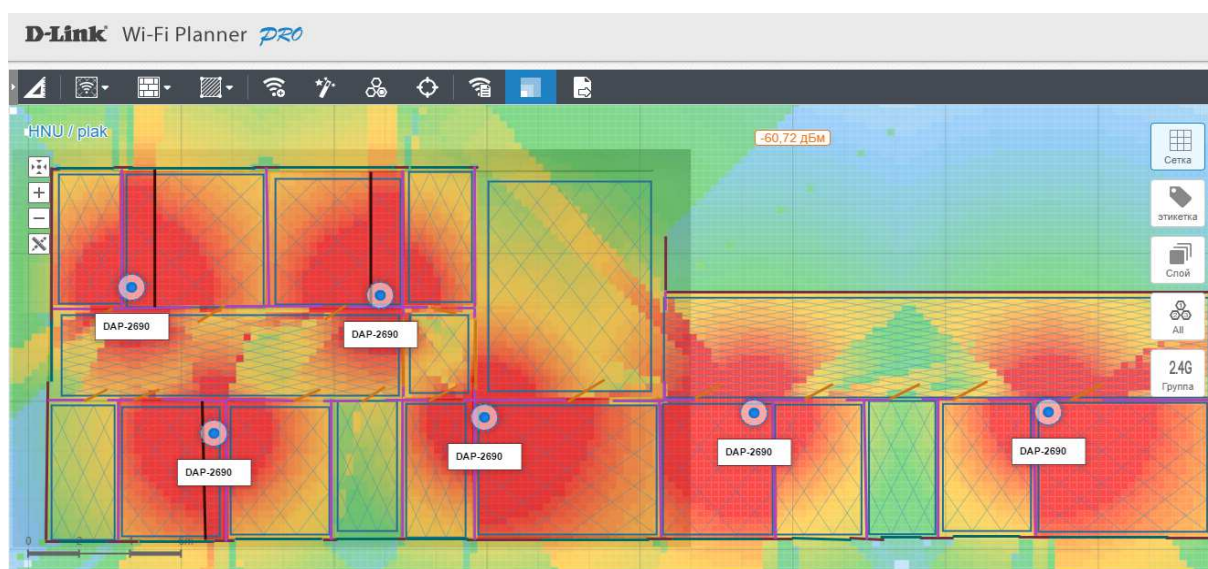 D-Link® Wi-Fi Planner PRO
HNU / plak
-60,72 дБм
Сетка
этикетка
Слой
All
2.4G
Группа
DAP-2690
DAP-2690
DAP-2690
DAP-2690
DAP-2690
DAP-2690
0